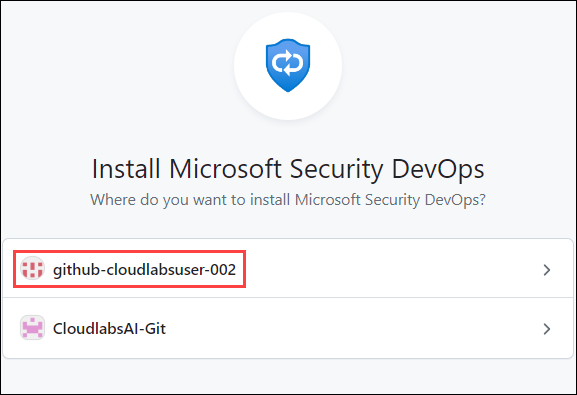 Install Microsoft Security DevOps
Where do you want to install Microsoft Security DevOps?
github-cloudlabsuser-002
CloudlabsAI-Git